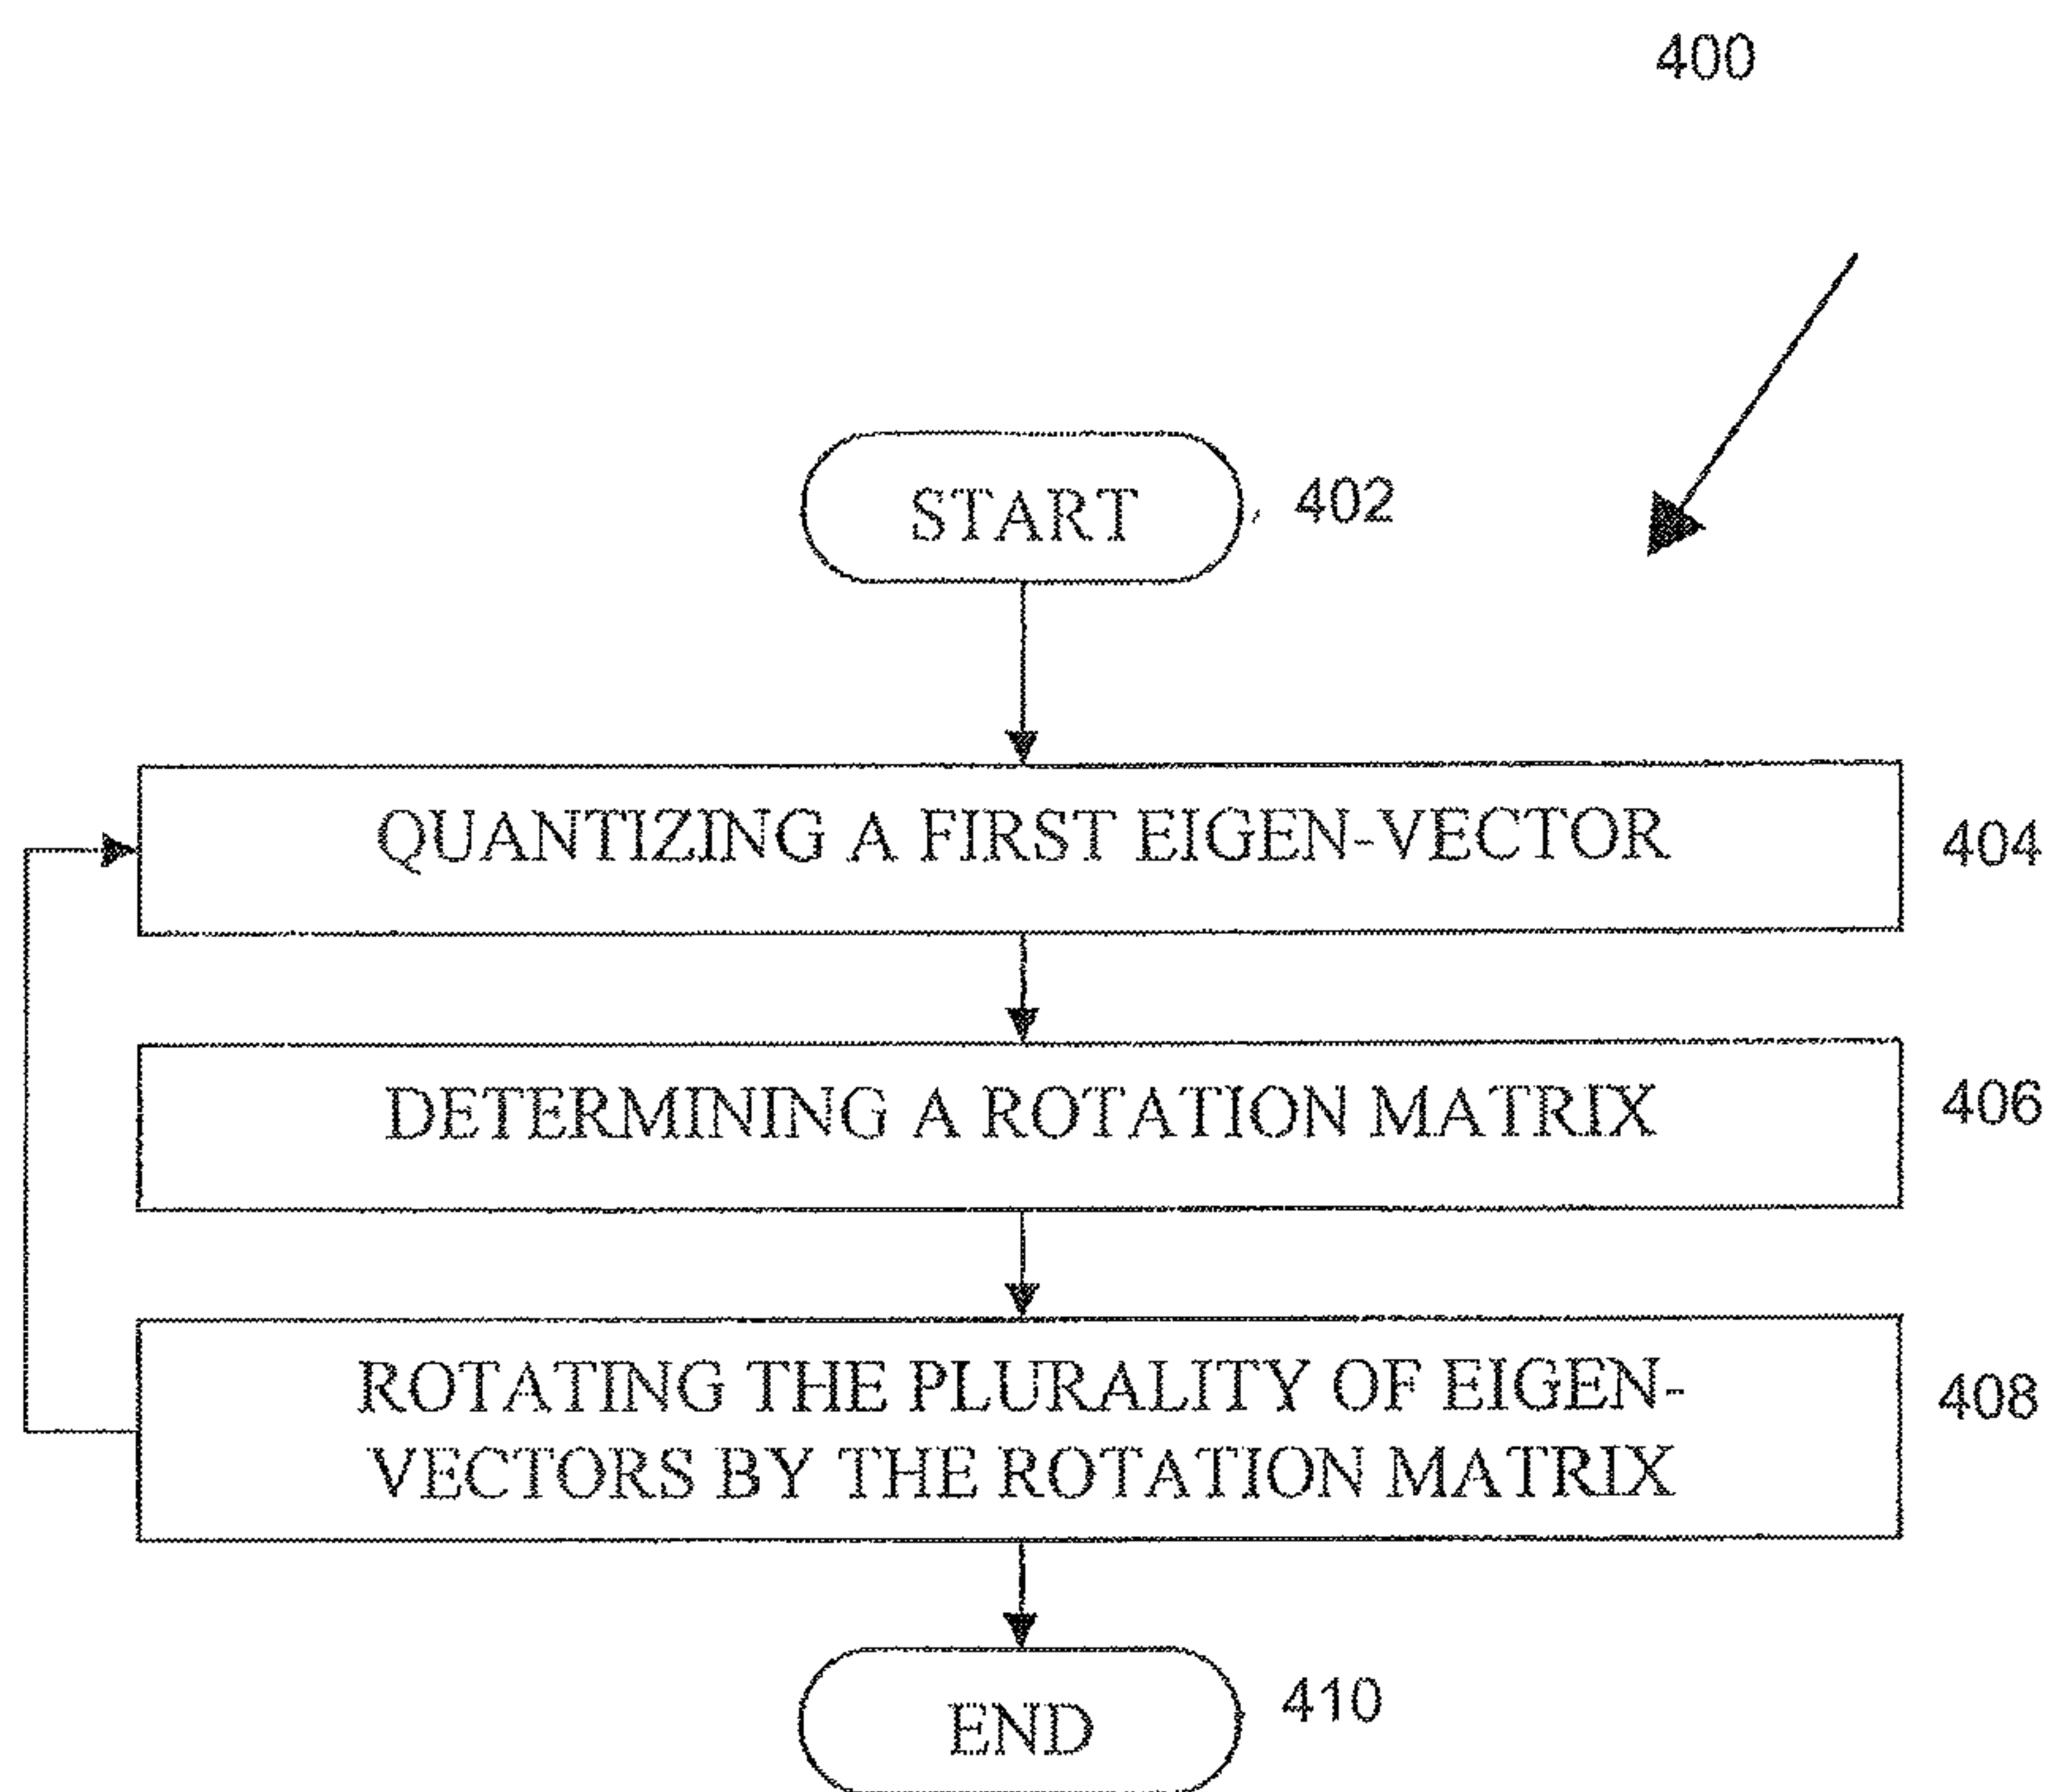 400
START
402
QUANTIZING A FIRST EIGEN-VECTOR
404
DETERMINING A ROTATION MATRIX
406
ROTATING THE PLURALITY OF EIGEN-
VECTORS BY THE ROTATION MATRIX
408
END
410